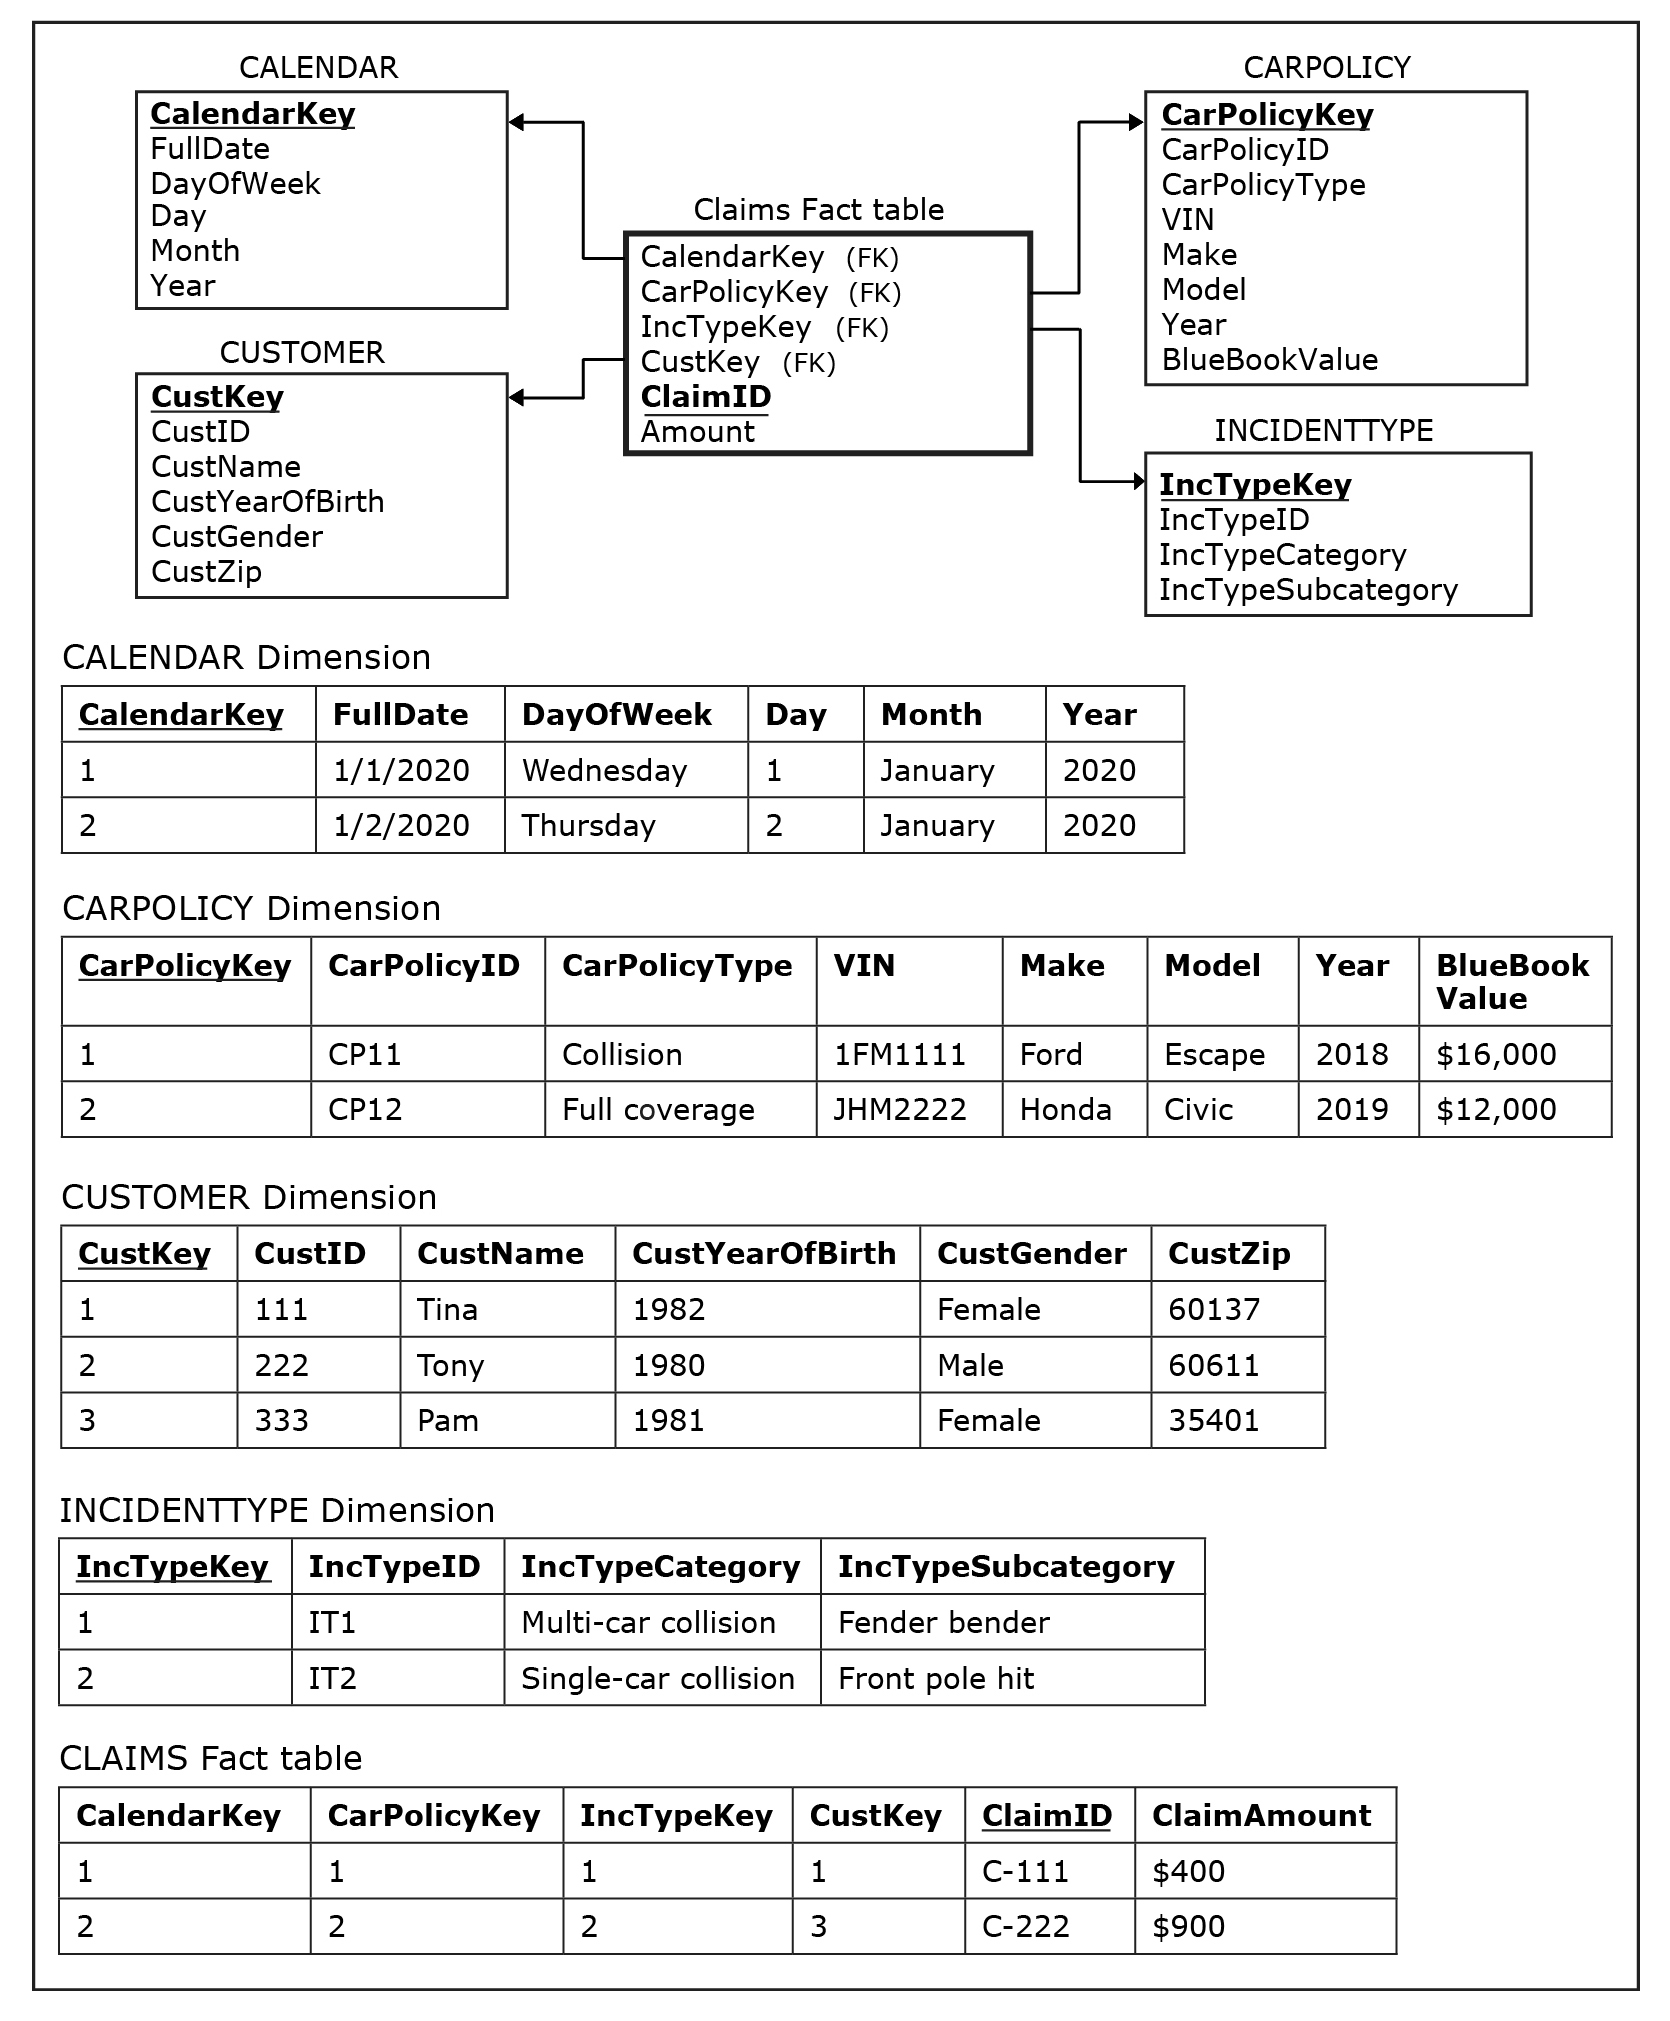 CALENDAR
CalendarKey
FullDate
DayOfWeek
Day
Month
Year
CUSTOMER
CustKey
CustID
CustName
CustYearOfBirth
CustGender
CustZip
Claims Fact table
CalendarKey (FK)
CarPolicyKey (FK)
IncTypeKey (FK)
CustKey (FK)
ClaimID
Amount
CARPOLICY
CarPolicyKey
CarPolicyID
CarPolicyType
VIN
Make
Model
Year
BlueBookValue
INCIDENTTYPE
IncTypeKey
IncTypeID
IncTypeCategory
IncTypeSubcategory
CALENDAR Dimension
CalendarKey FullDate DayOfWeek Day Month Year
1 1/1/2020 Wednesday 1 January 2020
2 1/2/2020 Thursday 2 January 2020
CARPOLICY Dimension
CarPolicyKey CarPolicyID CarPolicyType VIN Make Model Year BlueBook
Value
1 CP11 Collision 1FM1111 Ford Escape 2018 $16,000
2 CP12 Full coverage JHM2222 Honda Civic 2019 $12,000
CUSTOMER Dimension
CustKey CustID CustName CustYearOfBirth CustGender CustZip
1 111 Tina 1982 Female 60137
2 222 Tony 1980 Male 60611
3 333 Pam 1981 Female 35401
INCIDENTTYPE Dimension
IncTypeKey IncTypeID IncTypeCategory IncTypeSubcategory
1 IT1 Multi-car collision Fender bender
2 IT2 Single-car collision Front pole hit
CLAIMS Fact table
CalendarKey CarPolicyKey IncTypeKey CustKey ClaimID ClaimAmount
1 1 1 1 C-111 $400
2 2 2 3 C-222 $900